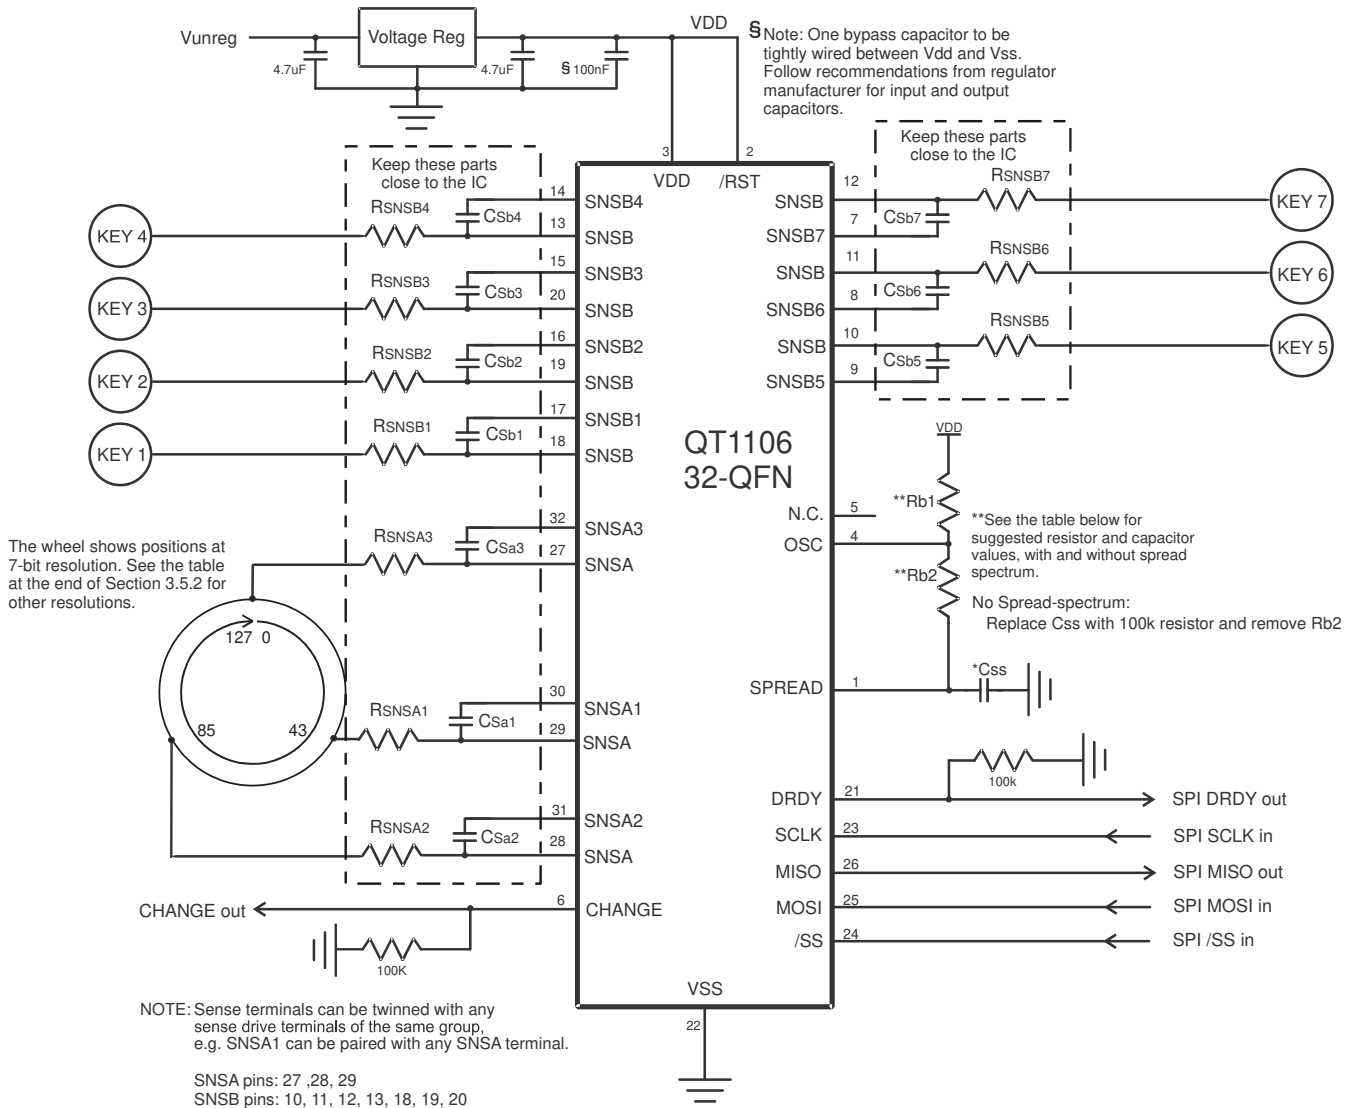 Vunreg
Voltage Reg
VDD
4.7uF
4.7uF
§ 100nF
§ Note: One bypass capacitor to be
tightly wired between Vdd and Vss.
Follow recommendations from regulator
manufacturer for input and output
capacitors.
Keep these parts
close to the IC
Keep these parts
close to the IC
3
2
VDD
/RST
KEY 4
RSNSB4
CSb4
14
SNSB4
13
SNSB
KEY 3
RSNSB3
CSb3
15
SNSB3
20
SNSB
KEY 2
RSNSB2
CSb2
16
SNSB2
19
SNSB
KEY 1
RSNSB1
CSb1
17
SNSB1
18
SNSB
12
SNSB
RSNSB7
KEY 7
7
SNSB7
CSb7
11
SNSB
RSNSB6
KEY 6
8
SNSB6
CSb6
10
SNSB
RSNSB5
KEY 5
9
SNSB5
CSb5
QT1106
32-QFN
VDD
N.C.
5
OSC
4
**Rb1
**Rb2
**See the table below for
suggested resistor and capacitor
values, with and without spread
spectrum.
No Spread-spectrum:
Replace Css with 100k resistor and remove Rb2
SPREAD
1
*Css
The wheel shows positions at
7-bit resolution. See the table
at the end of Section 3.5.2 for
other resolutions.
RSNSA3
CSa3
32
SNSA3
27
SNSA
127 0
85
43
RSNSA1
CSa1
30
SNSA1
29
SNSA
RSNSA2
CSa2
31
SNSA2
28
SNSA
100k
DRDY
21
SPI DRDY out
SCLK
23
SPI SCLK in
MISO
26
SPI MISO out
MOSI
25
SPI MOSI in
/SS
24
SPI /SS in
CHANGE out
6
CHANGE
100K
VSS
22
NOTE: Sense terminals can be twinned with any
sense drive terminals of the same group,
e.g. SNSA1 can be paired with any SNSA terminal.
SNSA pins: 27 ,28, 29
SNSB pins: 10, 11, 12, 13, 18, 19, 20